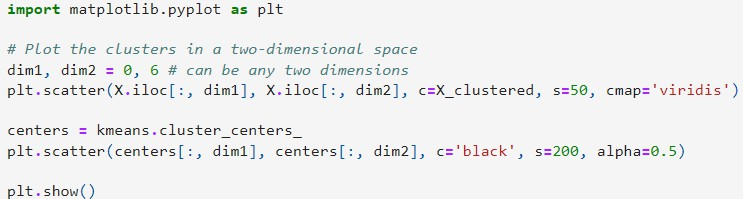 import matplotlib.pyplot as plt
# Plot the clusters in a two-dimensional space
dim1, dim2 = 0, 6 # can be any two dimensions
plt.scatter(X.iloc[:, dim1], X.iloc[:, dim2], c=X_clustered, s=50, cmap='viridis')
centers = kmeans.cluster_centers_
plt.scatter(centers[:, dim1], centers[:, dim2], c='black', s=200, alpha=0.5)
plt.show()